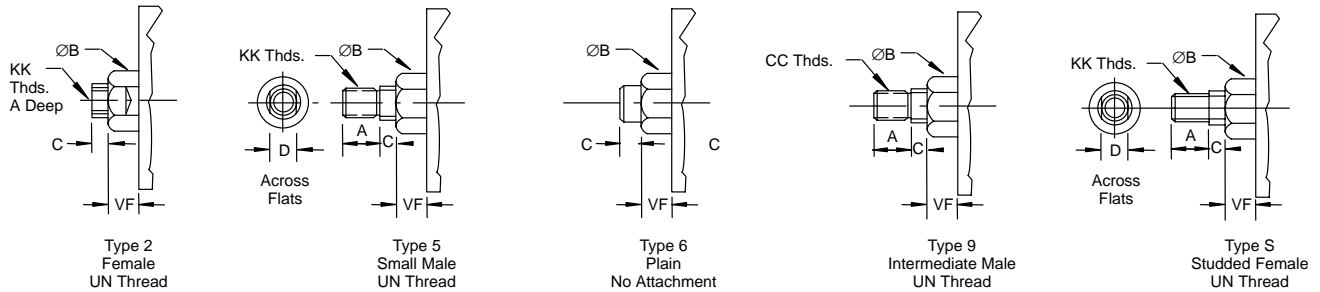 ØB
KK
Thds.
A Deep
C
VF
Type 2
Female
UN Thread
KK Thds.
ØB
A
C
D
Across
Flats
VF
Type 5
Small Male
UN Thread
ØB
C
C
VF
Type 6
Plain
No Attachment
CC Thds.
ØB
A
C
VF
Type 9
Intermediate Male
UN Thread
KK Thds.
ØB
A
C
D
Across
Flats
VF
Type S
Studded Female
UN Thread